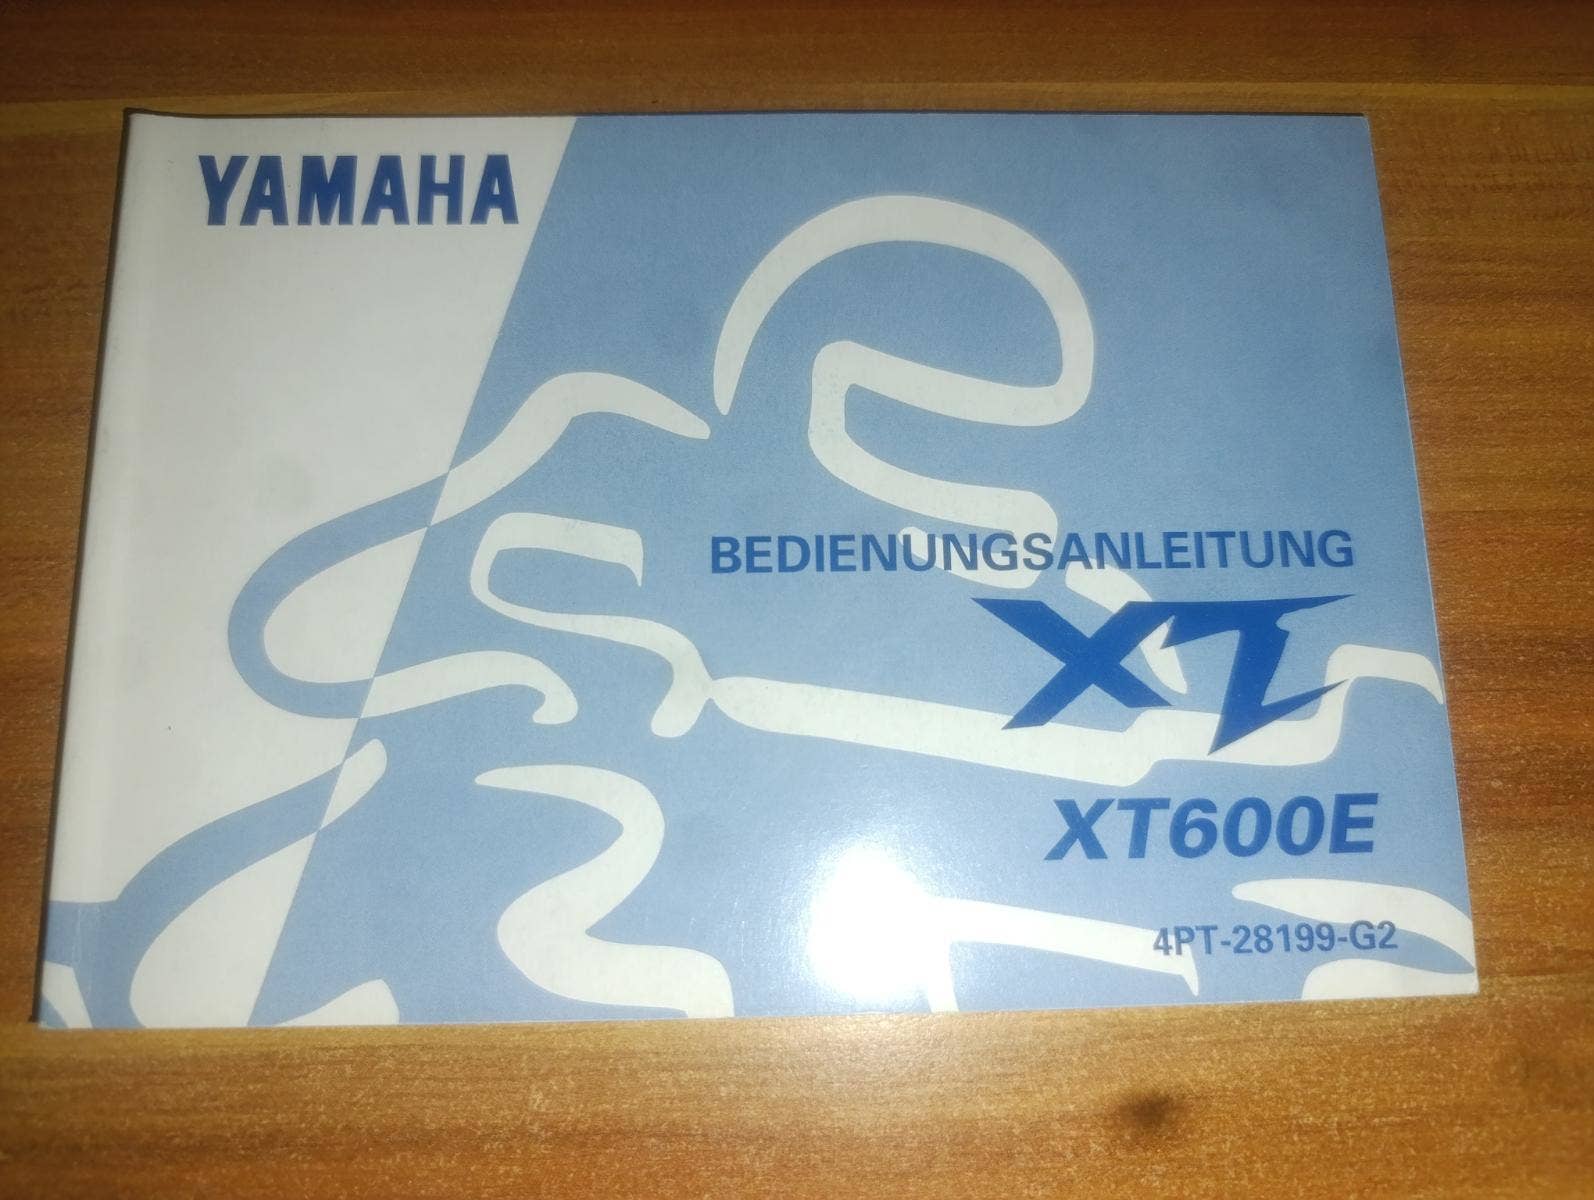 YAMAHA
BEDIENUNGSANLEITUNG
XT
XT600E
4PT-28199-G2